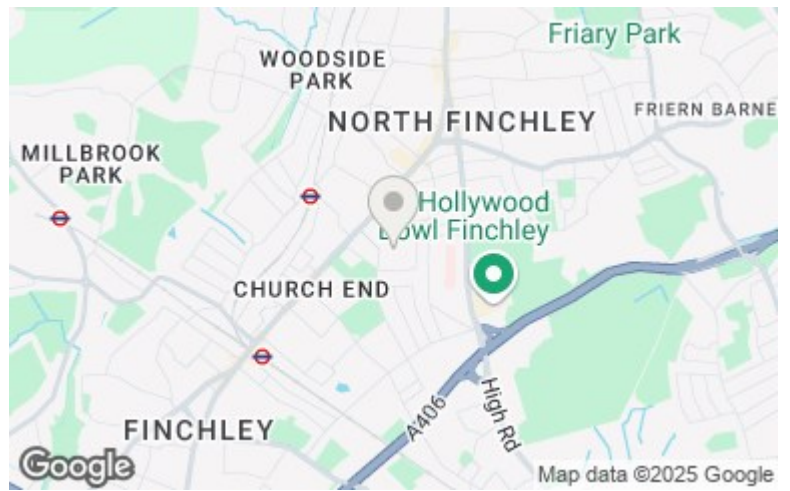 Friary Park
WOODSIDE
PARK
NORTH FINCHLEY
FRIERN BARNE
MILLBROOK
PARK
Hollywood
Bowl Finchley
CHURCH END
A406
High Rd
FINCHLEY
Google
Map data ©2025 Google